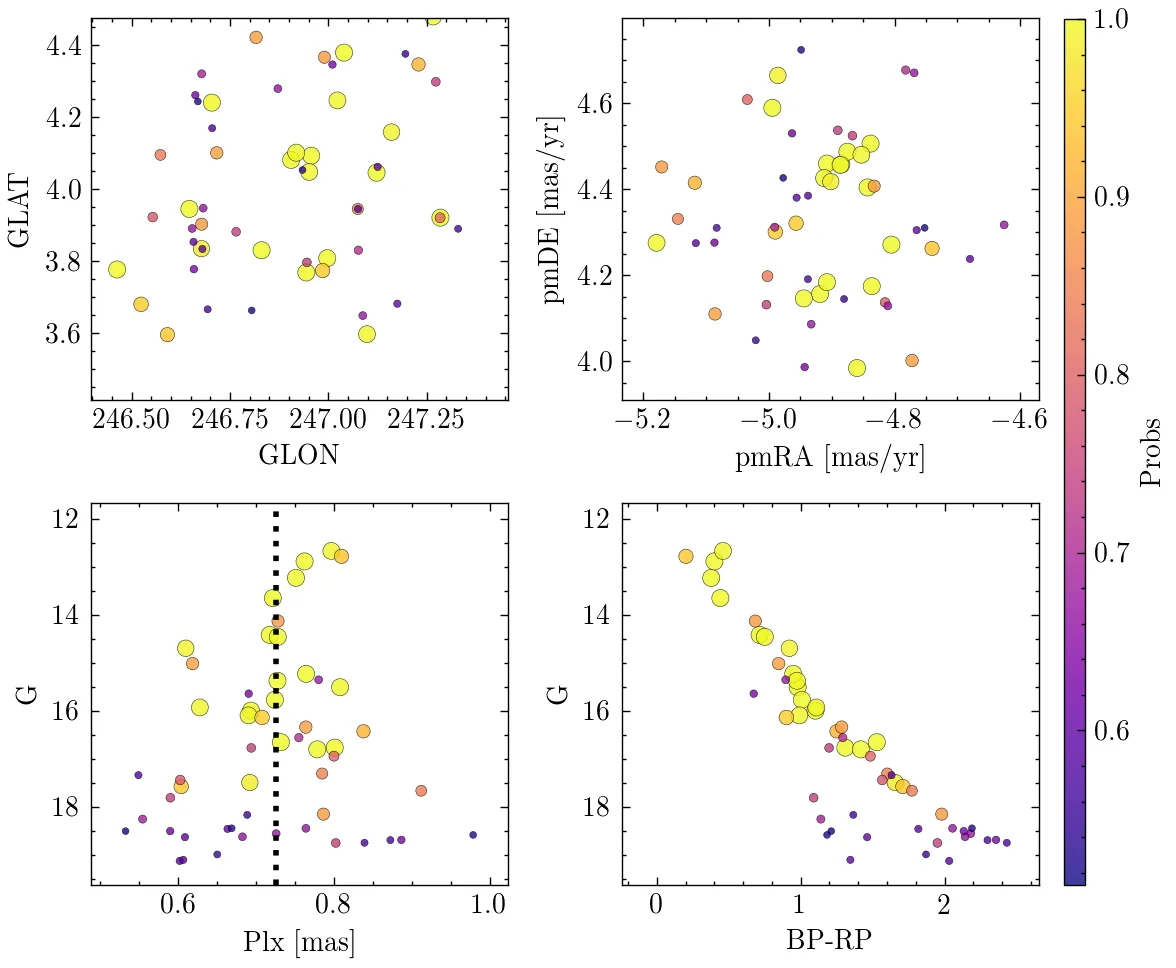 4.4
4.2
4.0
3.8
3.6
GLAT
246.50 246.75 247.00 247.25
GLON
4.6
4.4
4.2
4.0
pmDE [mas/yr]
−5.2 −5.0 −4.8 −4.6
pmRA [mas/yr]
1.0
0.9
0.8
0.7
0.6
Probs
12
14
16
18
G
0.6 0.8 1.0
Plx [mas]
12
14
16
18
G
0 1 2
BP-RP